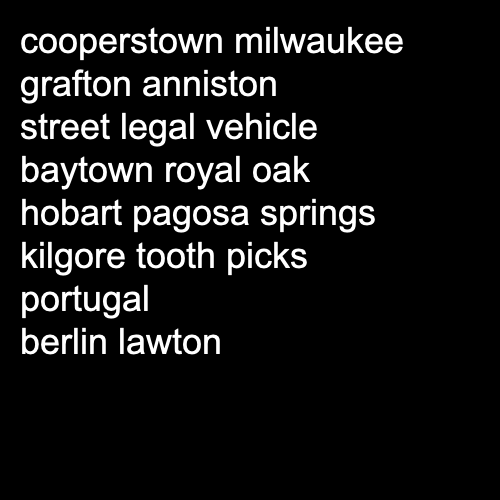 cooperstown milwaukee
grafton anniston
street legal vehicle
baytown royal oak
hobart pagosa springs
kilgore tooth picks
portugal
berlin lawton